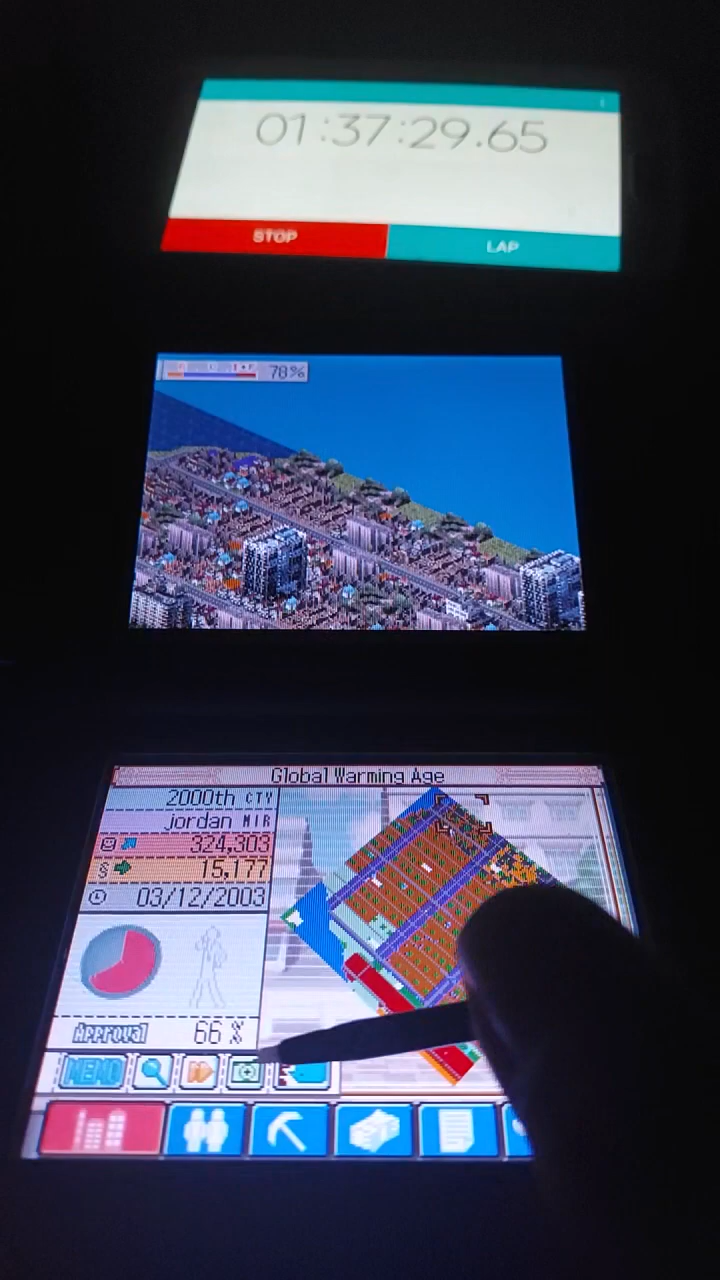 01:37:29.65
STOP
LAP
78%
Global Warming Age
2000th CTY
jordan MIR
324,303
$ 15,177
03/12/2003
Approval 66 %
MEMO